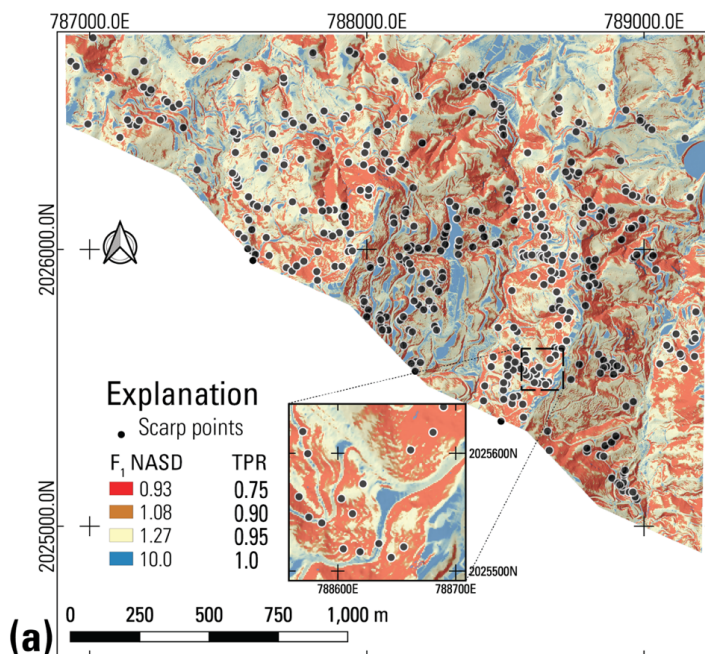 787000.0E 788000.0E 789000.0E
2026000.0N
2025000.0N
Explanation
Scarp points
F1 NASD TPR
0.93 0.75
1.08 0.90
1.27 0.95
10.0 1.0
2025600N
2025500N
788600E 788700E
(a)
0 250 500 750 1,000 m